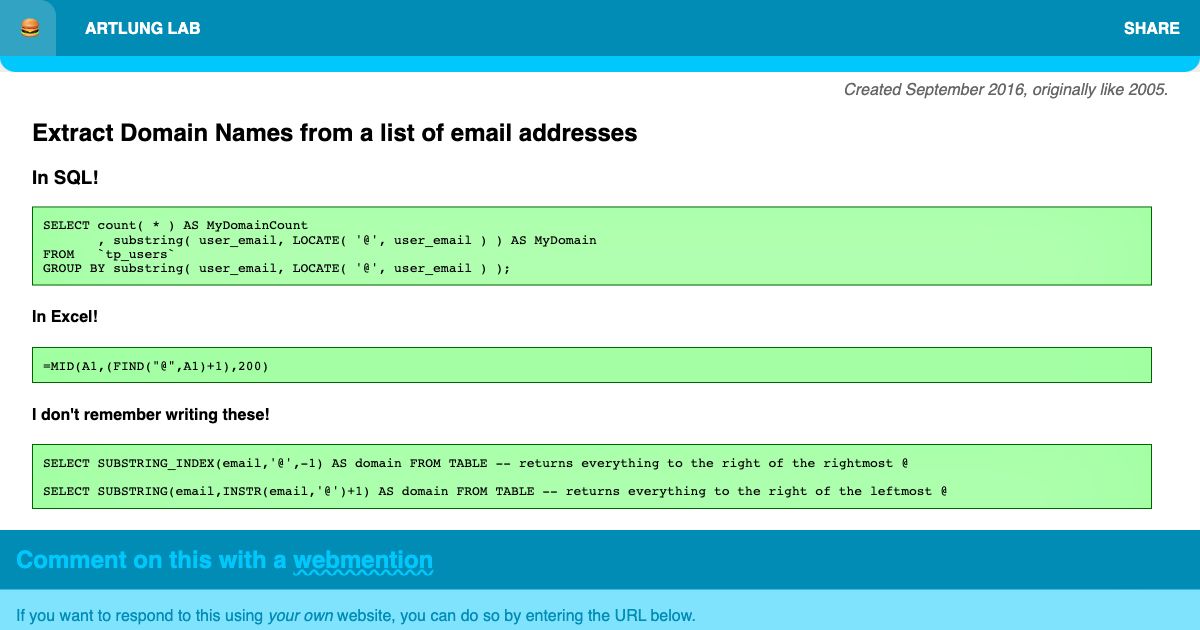 ARTLUNG LAB
SHARE
Created September 2016, originally like 2005.
Extract Domain Names from a list of email addresses
In SQL!
SELECT count( * ) AS MyDomainCount
       , substring( user_email, LOCATE( '@', user_email ) ) AS MyDomain
FROM   `tp_users`
GROUP BY substring( user_email, LOCATE( '@', user_email ) );
In Excel!
=MID(A1,(FIND("@",A1)+1),200)
I don't remember writing these!
SELECT SUBSTRING_INDEX(email,'@',-1) AS domain FROM TABLE -- returns everything to the right of the rightmost @
SELECT SUBSTRING(email,INSTR(email,'@')+1) AS domain FROM TABLE -- returns everything to the right of the leftmost @
Comment on this with a webmention
If you want to respond to this using your own website, you can do so by entering the URL below.